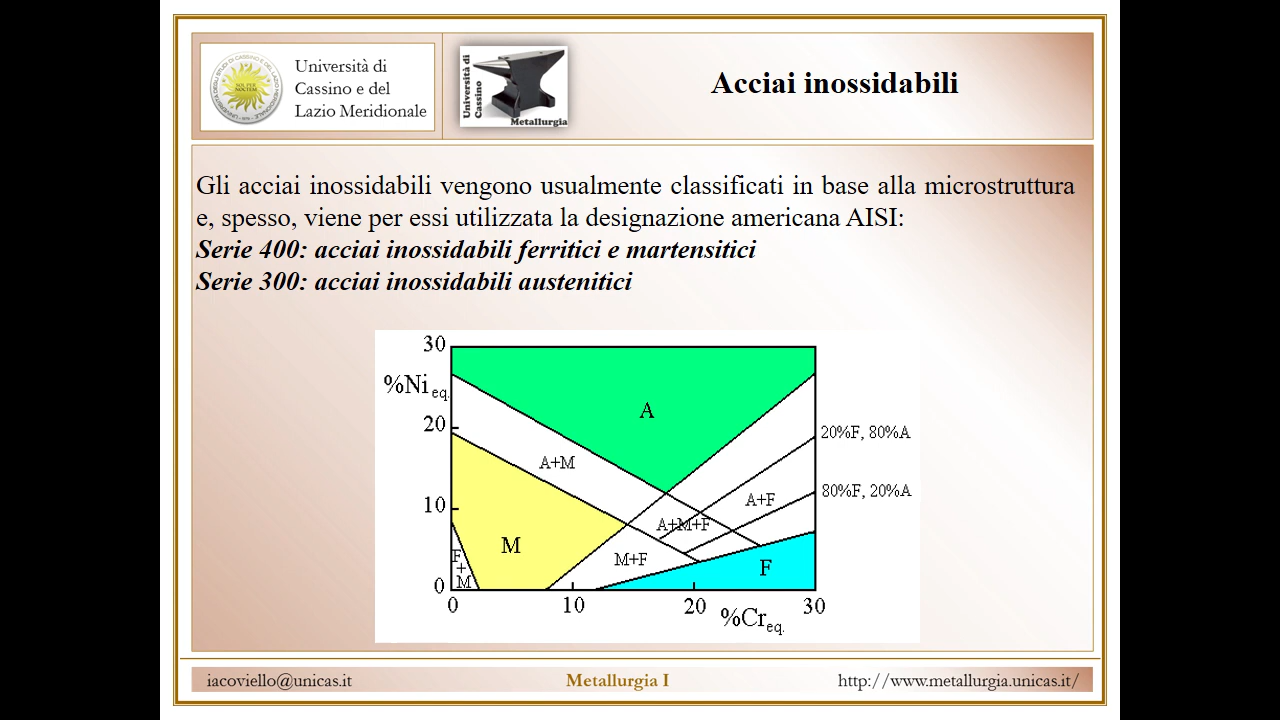 Università di
Cassino e del
Lazio Meridionale
Università di
Cassino
Metallurgia
Acciai inossidabili
Gli acciai inossidabili vengono usualmente classificati in base alla microstruttura
e, spesso, viene per essi utilizzata la designazione americana AISI:
Serie 400: acciai inossidabili ferritici e martensitici
Serie 300: acciai inossidabili austenitici
30
%Ni eq.
20
10
0
A
A+M
M
F
+
M
A+M+F
M+F
A+F
F
20%F, 80%A
80%F, 20%A
0
10
20
30
%Cr eq.
iacoviello@unicas.it
Metallurgia I
http://www.metallurgia.unicas.it/